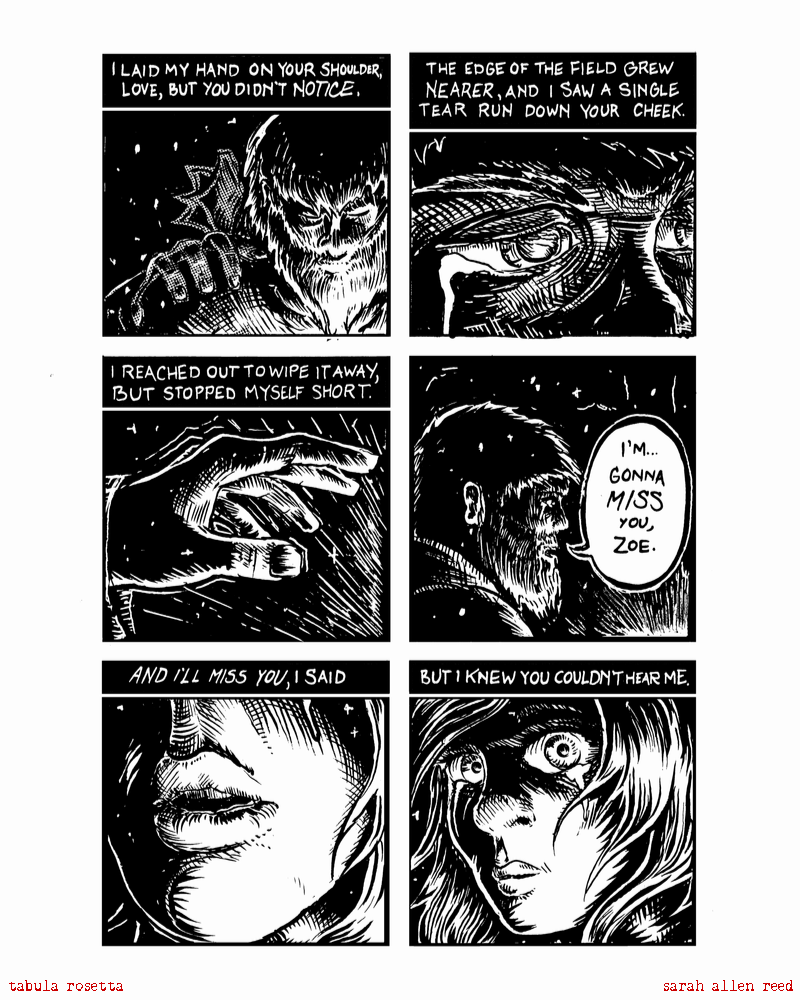 I LAID MY HAND ON YOUR SHOULDER,
LOVE, BUT YOU DIDN'T NOTICE.
THE EDGE OF THE FIELD GREW
NEARER, AND I SAW A SINGLE
TEAR RUN DOWN YOUR CHEEK.
I REACHED OUT TO WIPE IT AWAY,
BUT STOPPED MYSELF SHORT.
I'M...
GONNA
MISS
YOU,
ZOE.
AND I'LL MISS YOU, I SAID
BUT I KNEW YOU COULDN'T HEAR ME.
tabula rosetta
sarah allen reed